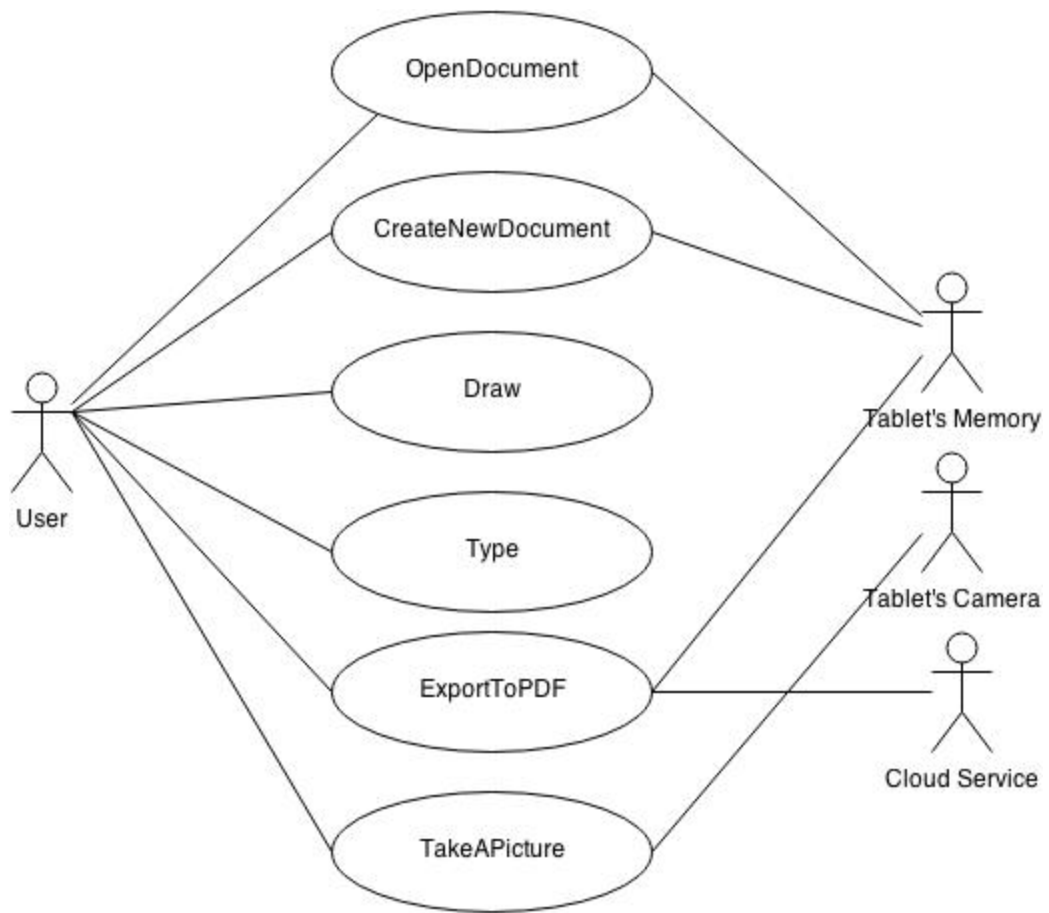 OpenDocument
CreateNewDocument
Draw
Tablet's Memory
User
Type
Tablet's Camera
ExportToPDF
Cloud Service
TakeAPicture